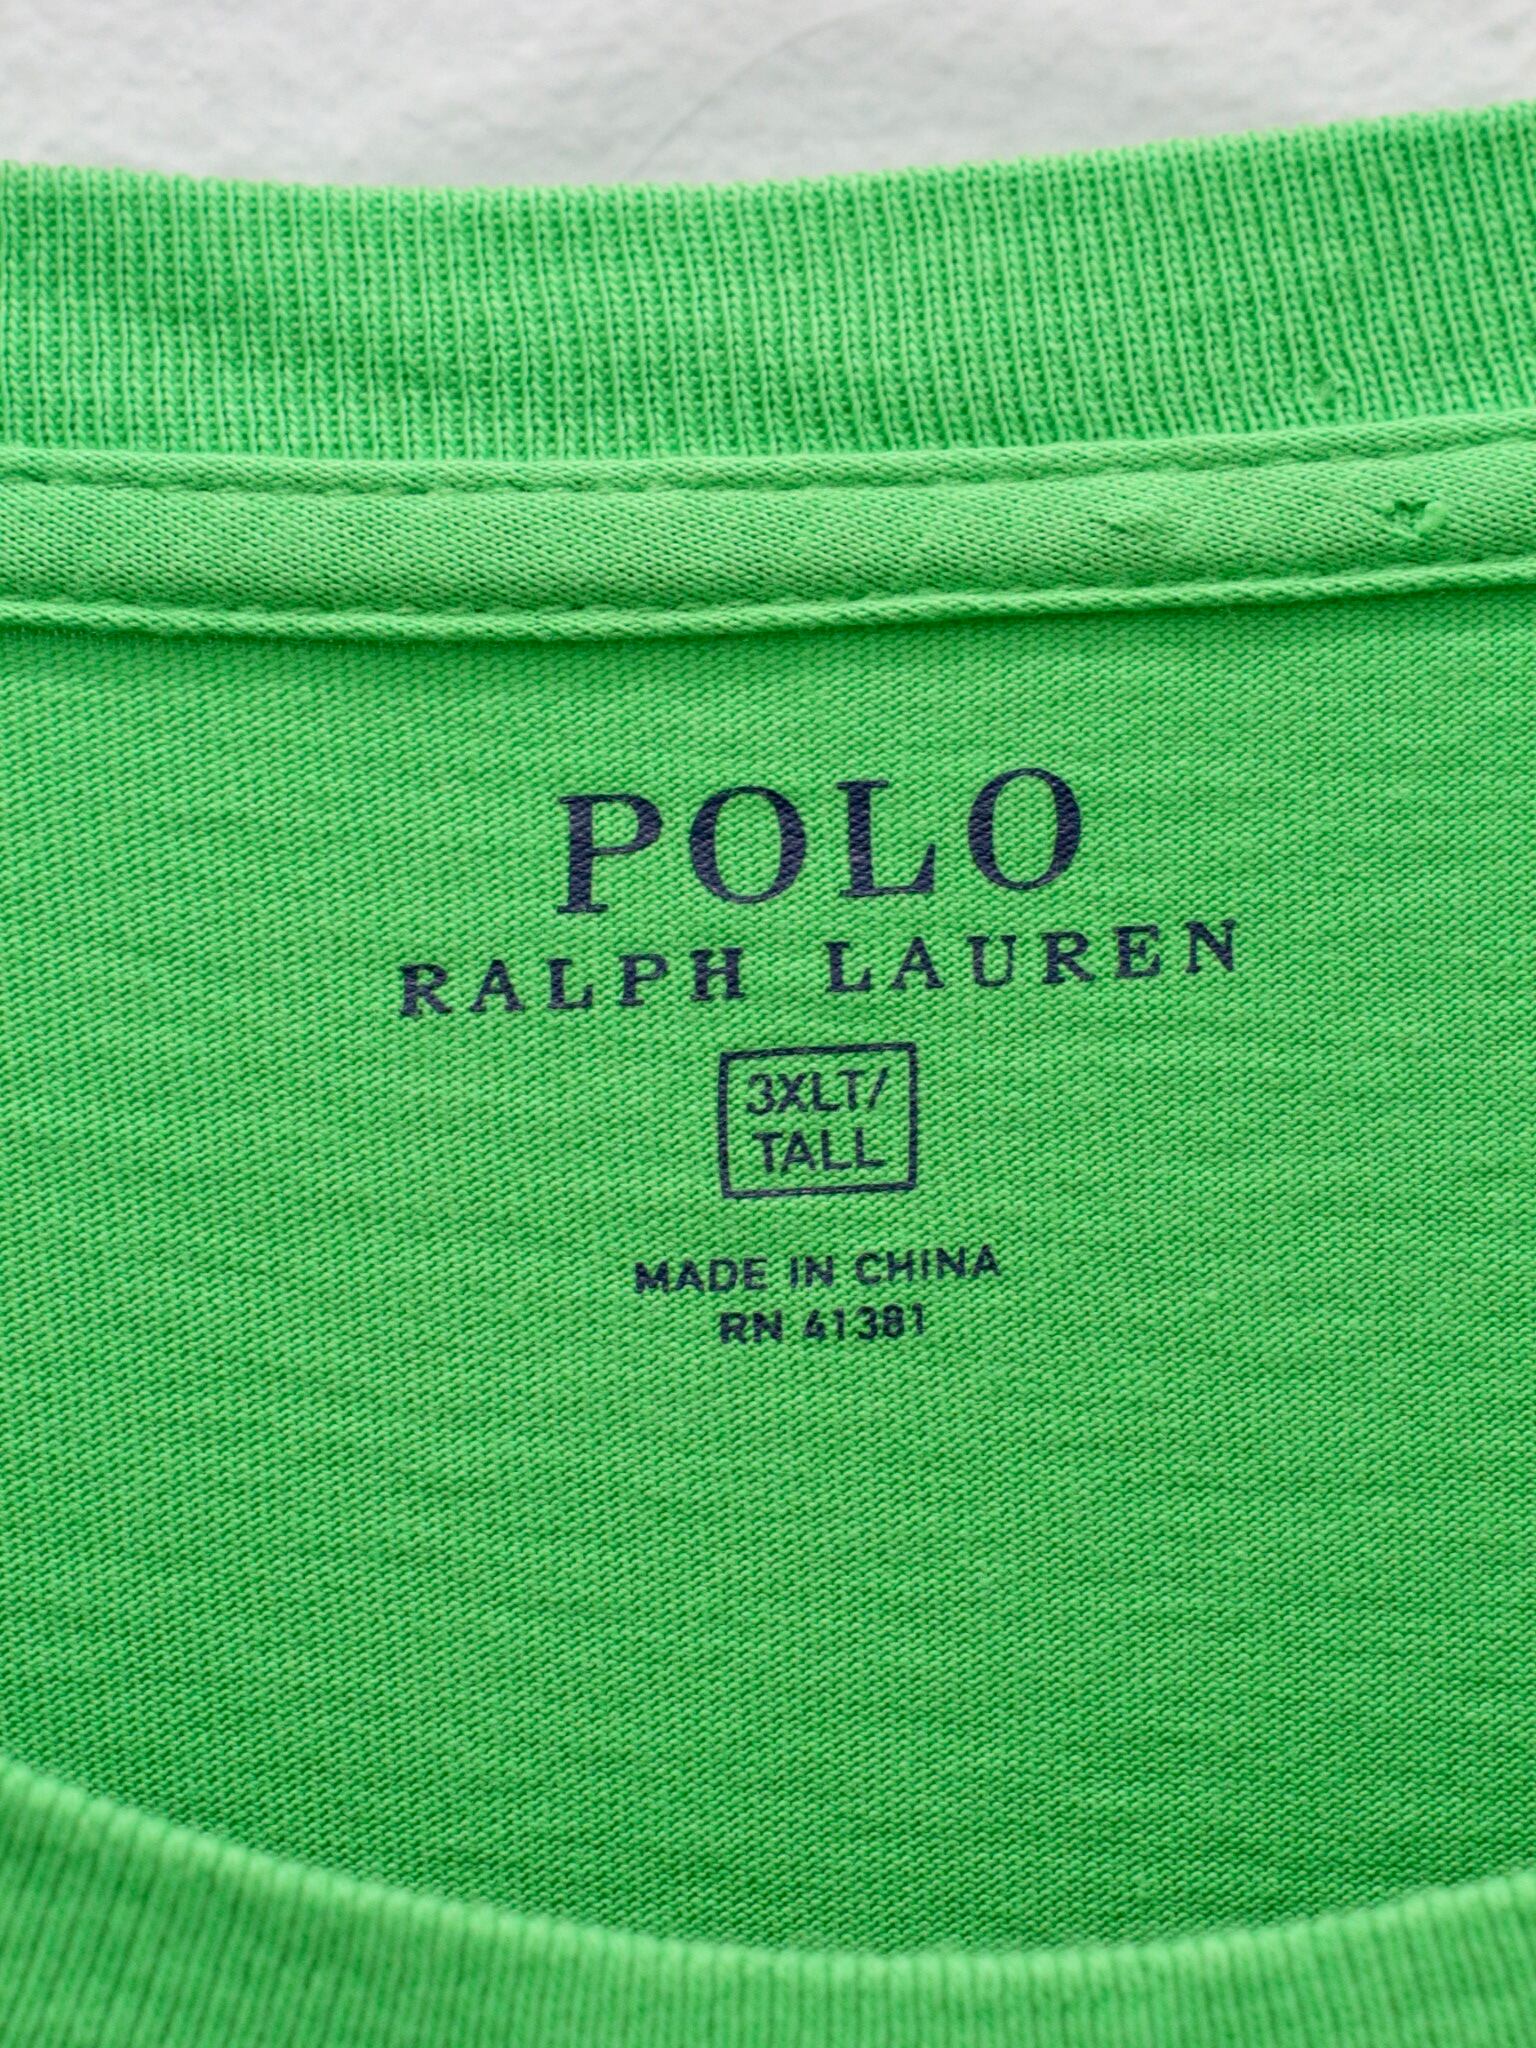 POLO
RALPH LAUREN
3XLT/
TALL
MADE IN CHINA
RN 41381